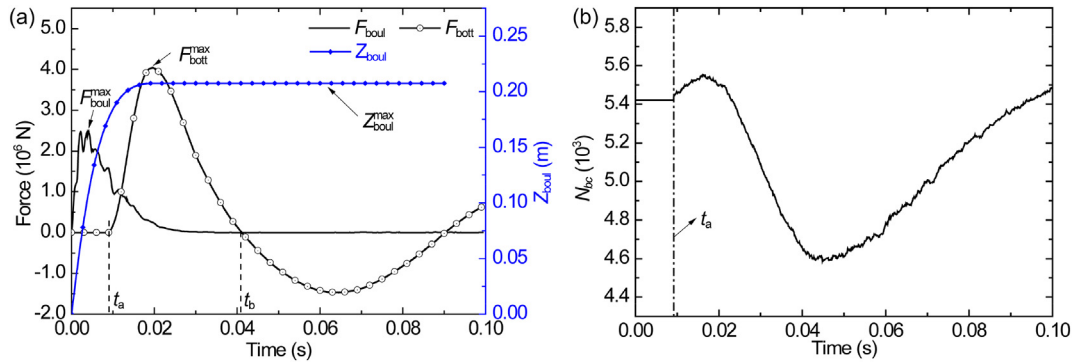 (a)
F_boul F_bott
Z_boul
F_bott^max
F_boul^max
Z_boul^max
t_a
t_b
Force (10^6 N)
5.0
4.0
3.0
2.0
1.0
0.0
-1.0
-2.0
0.00 0.02 0.04 0.06 0.08 0.10
Time (s)
0.25
0.20
0.15
0.10
0.05
0.00
Z_boul (m)
(b)
N_bc (10^3)
5.8
5.6
5.4
5.2
5.0
4.8
4.6
4.4
t_a
0.00 0.02 0.04 0.06 0.08 0.10
Time (s)